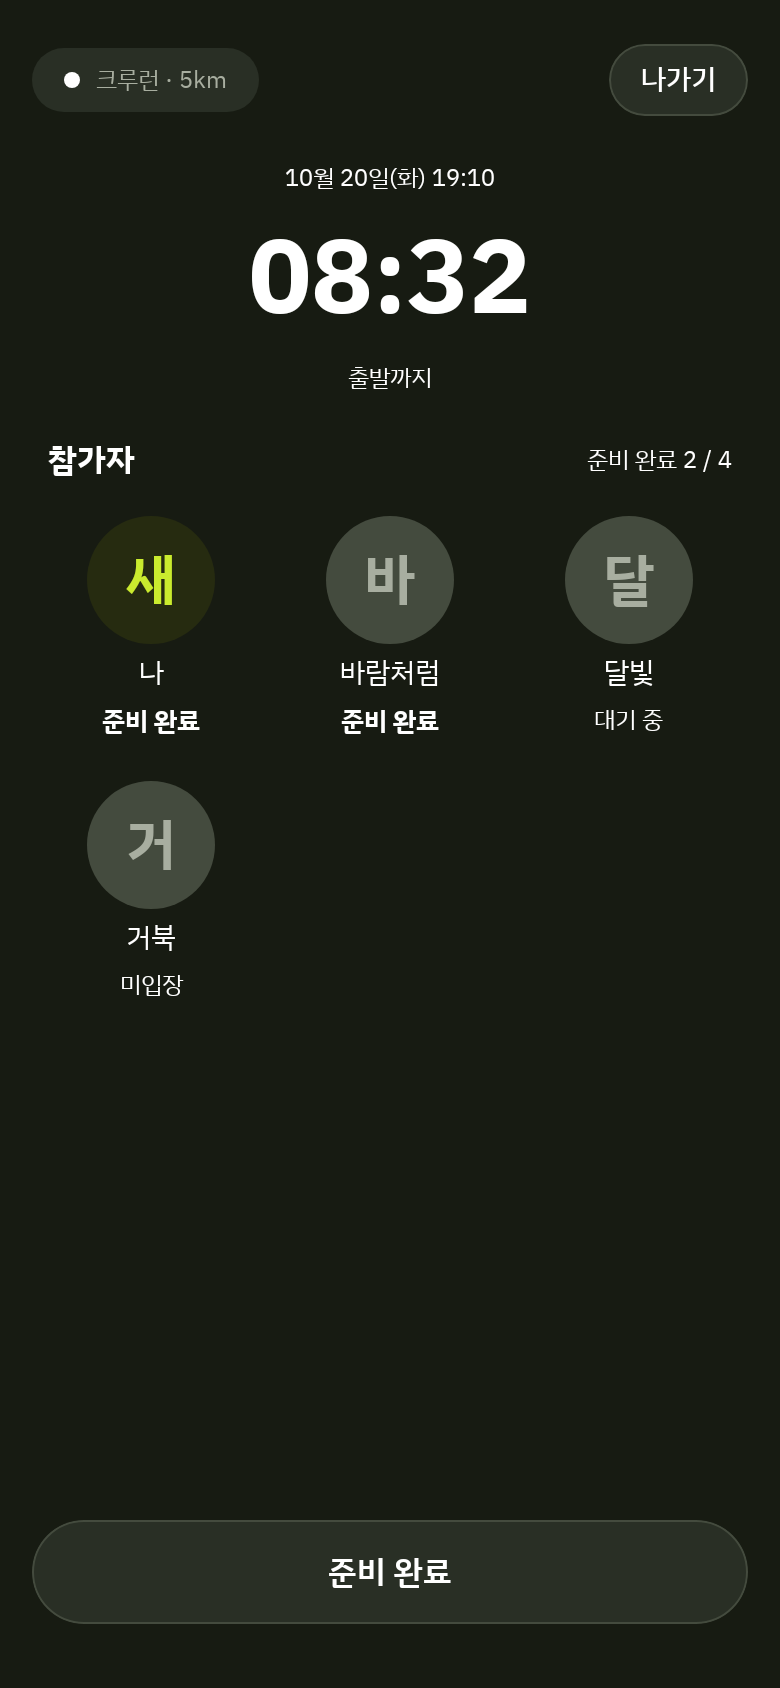 크루런 · 5km
나가기
10월 20일(화) 19:10
08:32
출발까지
참가자
준비 완료 2 / 4
새
바
달
나
바람처럼
달빛
준비 완료
준비 완료
대기 중
거
거북
미입장
준비 완료